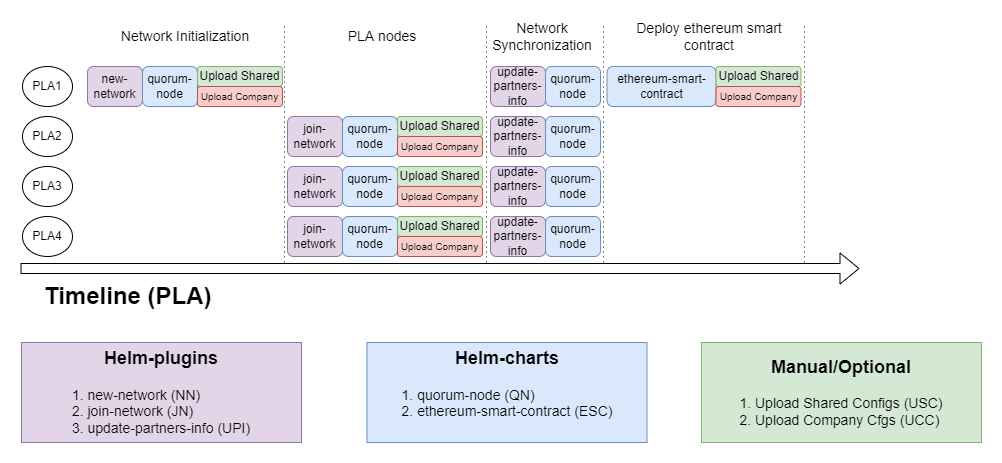 Network Initialization
PLA nodes
Network
Synchronization
Deploy ethereum smart
contract
PLA1
new-
network
quorum-
node
Upload Shared
Upload Company
update-
partners-
info
quorum-
node
ethereum-smart-
contract
Upload Shared
Upload Company
PLA2
join-
network
quorum-
node
Upload Shared
Upload Company
update-
partners-
info
quorum-
node
PLA3
join-
network
quorum-
node
Upload Shared
Upload Company
update-
partners-
info
quorum-
node
PLA4
join-
network
quorum-
node
Upload Shared
Upload Company
update-
partners-
info
quorum-
node
Timeline (PLA)
Helm-plugins
1. new-network (NN)
2. join-network (JN)
3. update-partners-info (UPI)
Helm-charts
1. quorum-node (QN)
2. ethereum-smart-contract (ESC)
Manual/Optional
1. Upload Shared Configs (USC)
2. Upload Company Cfgs (UCC)